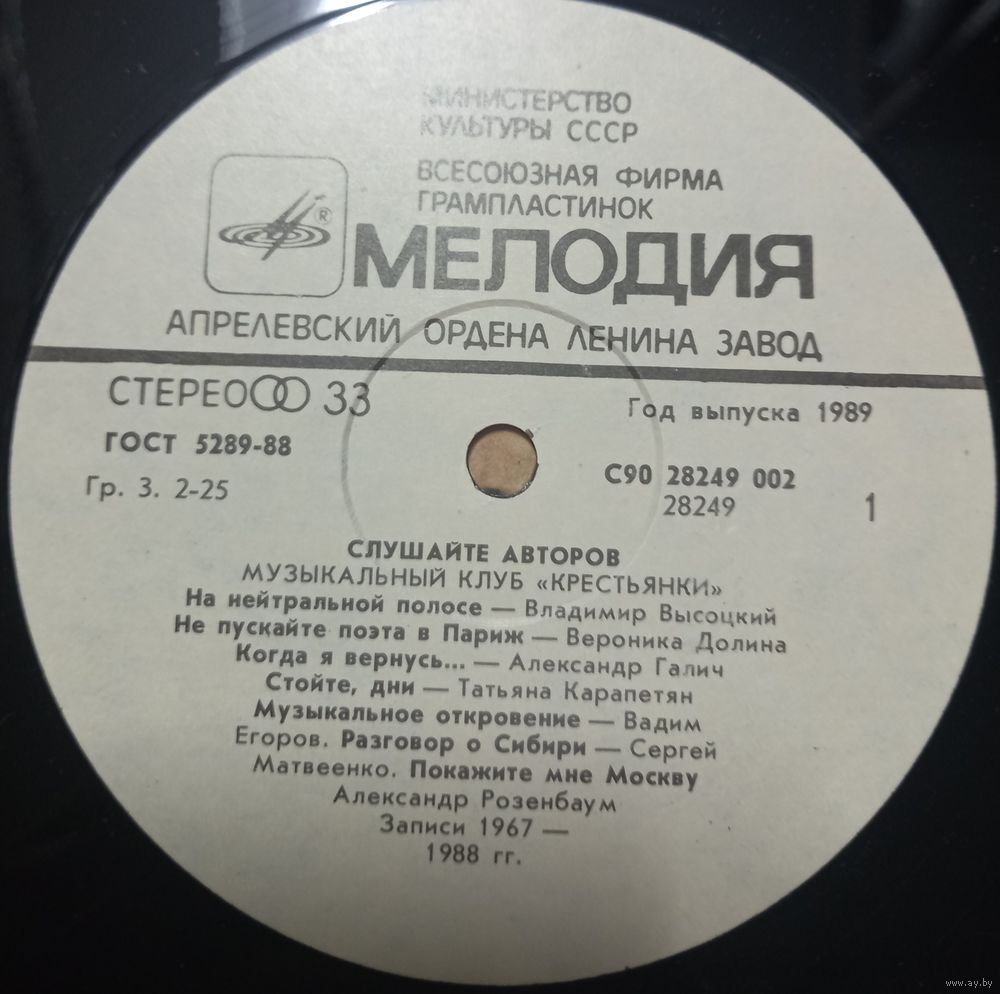 МИНИСТЕРСТВО
КУЛЬТУРЫ СССР
ВСЕСОЮЗНАЯ ФИРМА
ГРАМПЛАСТИНОК
®
МЕЛОДИЯ
АПРЕЛЕВСКИЙ ОРДЕНА ЛЕНИНА ЗАВОД
СТЕРЕО 33
Год выпуска 1989
ГОСТ 5289-88
С90 28249 002
Гр. 3. 2-25
28249
1
СЛУШАЙТЕ АВТОРОВ
МУЗЫКАЛЬНЫЙ КЛУБ «КРЕСТЬЯНКИ»
На нейтральной полосе — Владимир Высоцкий
Не пускайте поэта в Париж — Вероника Долина
Когда я вернусь... — Александр Галич
Стойте, дни — Татьяна Карапетян
Музыкальное откровение — Вадим
Егоров. Разговор о Сибири — Сергей
Матвеенко. Покажите мне Москву
Александр Розенбаум
Записи 1967 —
1988 гг.
www.ay.by